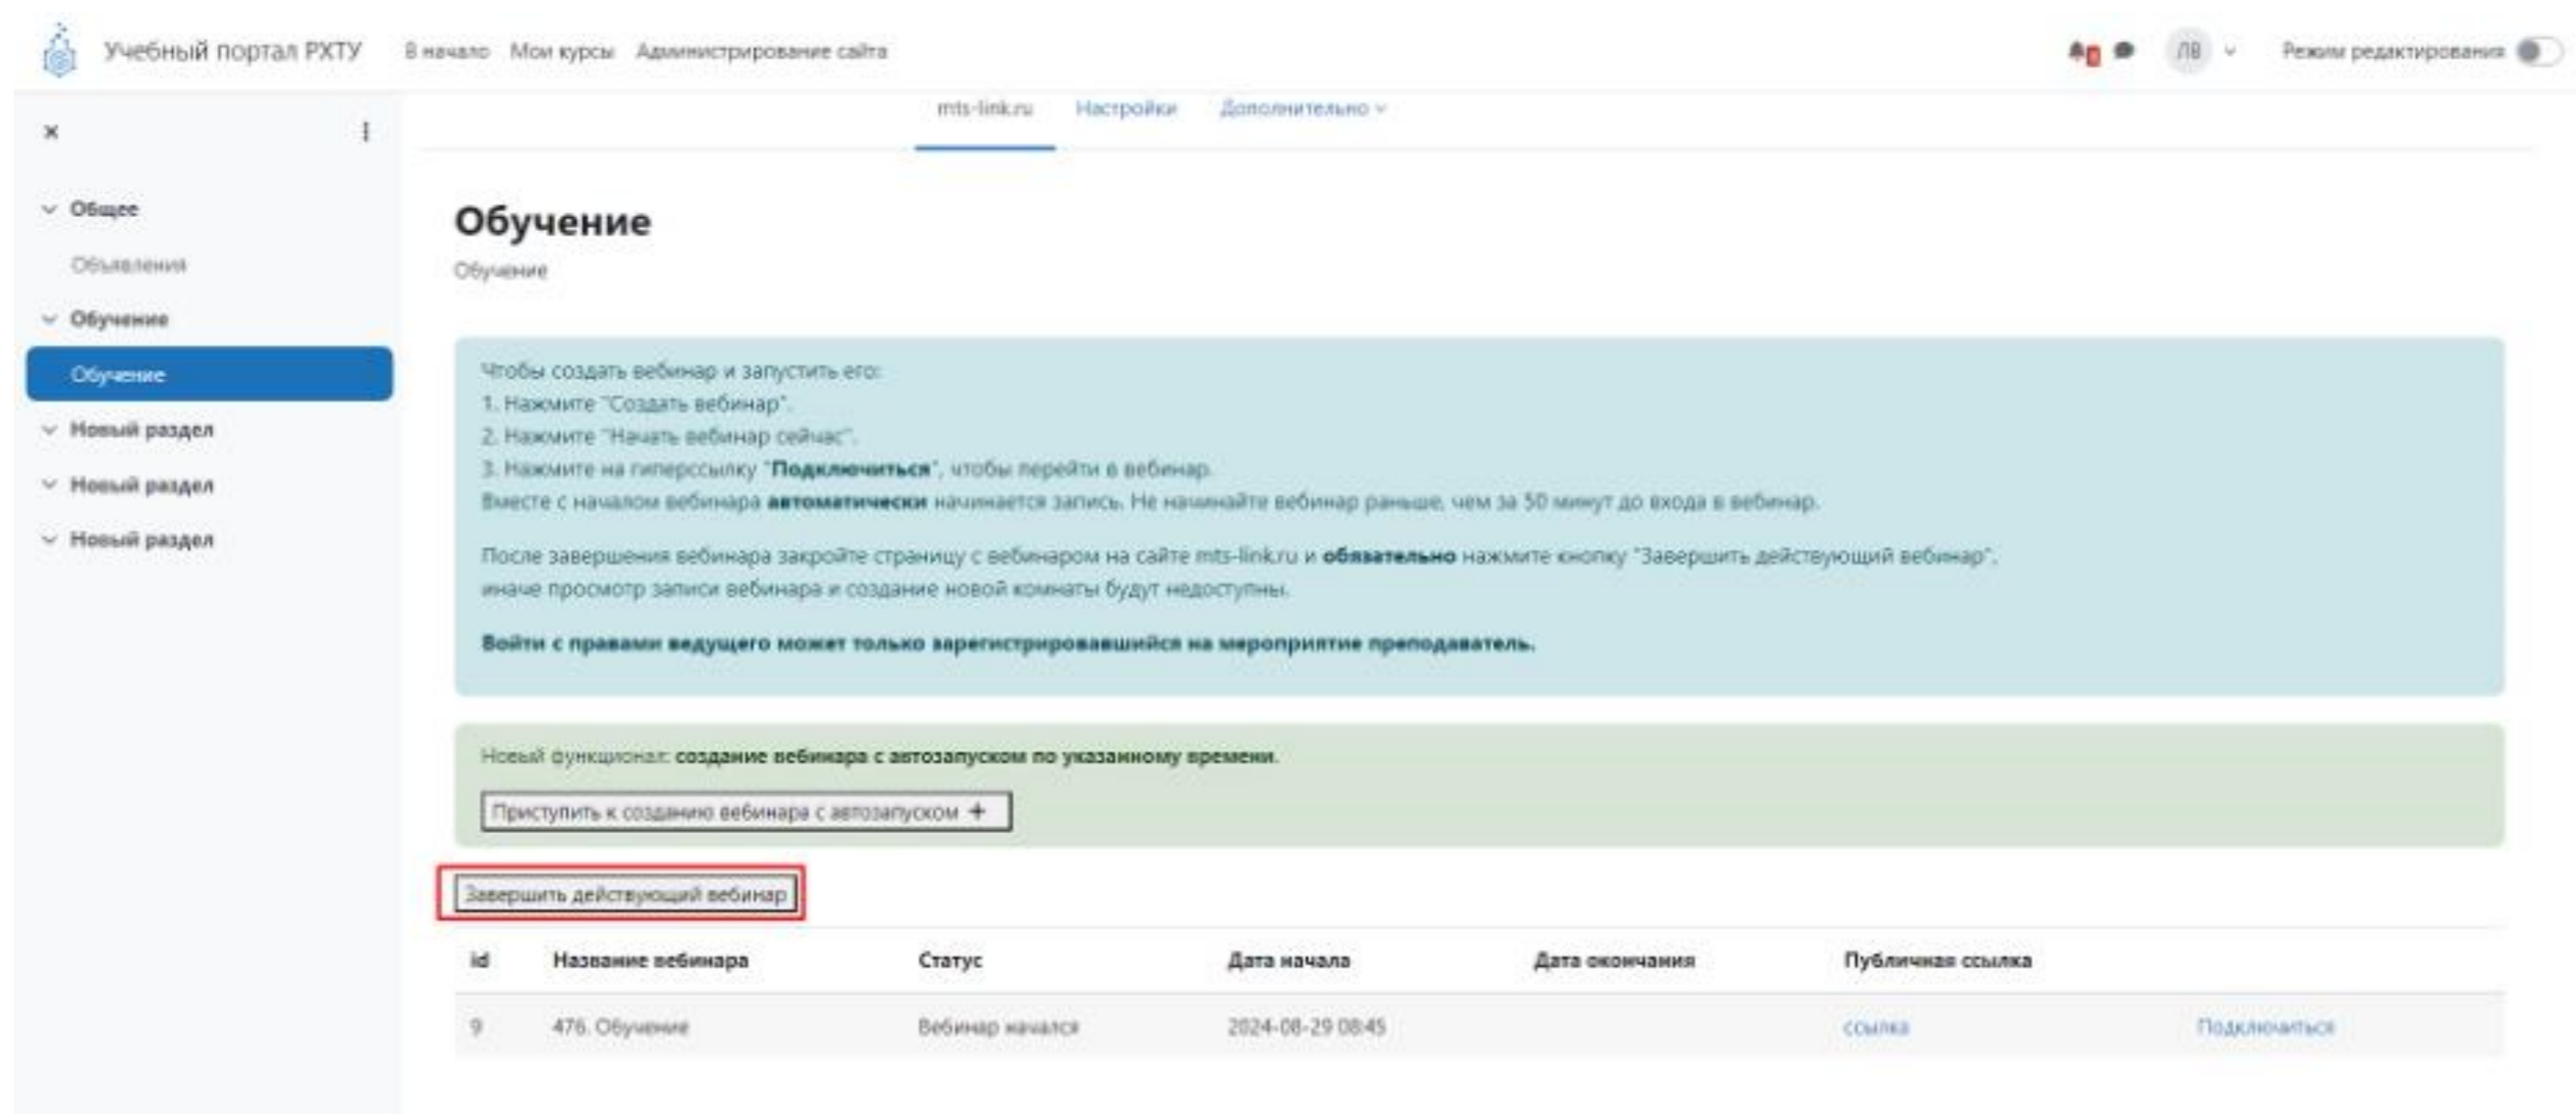 Учебный портал РХТУ В начало Мои курсы Администрирование сайта ЛВ Режим редактирования
mts-link.ru Настройки Дополнительно
Общее
Объявления
Обучение
Обучение
Новый раздел
Новый раздел
Новый раздел
Обучение
Обучение
Чтобы создать вебинар и запустить его:
1. Нажмите "Создать вебинар".
2. Нажмите "Начать вебинар сейчас".
3. Нажмите на гиперссылку "Подключиться", чтобы перейти в вебинар.
Вместе с началом вебинара автоматически начинается запись. Не начинайте вебинар раньше, чем за 50 минут до входа в вебинар.
После завершения вебинара закройте страницу с вебинаром на сайте mts-link.ru и обязательно нажмите кнопку "Завершить действующий вебинар",
иначе просмотр записи вебинара и создание новой комнаты будут недоступны.
Войти с правами ведущего может только зарегистрировавшийся на мероприятие преподаватель.
Новый функционал: создание вебинара с автозапуском по указанному времени.
Приступить к созданию вебинара с автозапуском +
Завершить действующий вебинар
id Название вебинара Статус Дата начала Дата окончания Публичная ссылка
9 476. Обучение Вебинар начался 2024-08-29 08:45 ссылка Подключиться